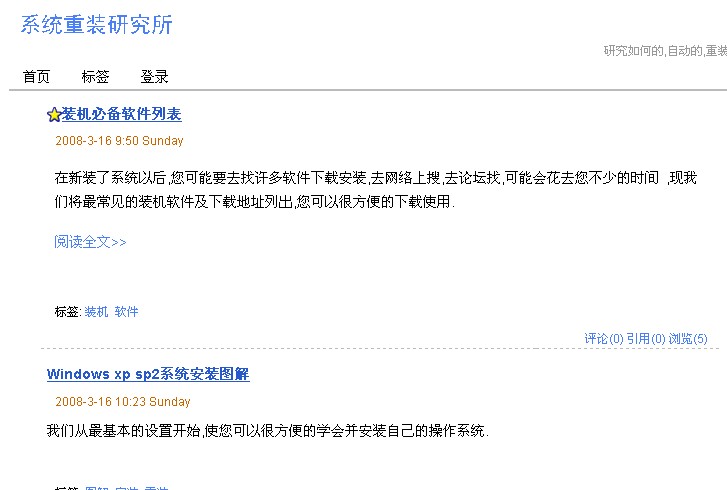 系统重装研究所
研究如何的,自动的,重装
首页 标签 登录
装机必备软件列表
2008-3-16 9:50 Sunday
在新装了系统以后,您可能要去找许多软件下载安装,去网络上搜,去论坛找,可能会花去您不少的时间 ,现我
们将最常见的装机软件及下载地址列出,您可以很方便的下载使用.
阅读全文>>
标签: 装机 软件
评论(0) 引用(0) 浏览(5)
Windows xp sp2系统安装图解
2008-3-16 10:23 Sunday
我们从最基本的设置开始,使您可以很方便的学会并安装自己的操作系统.